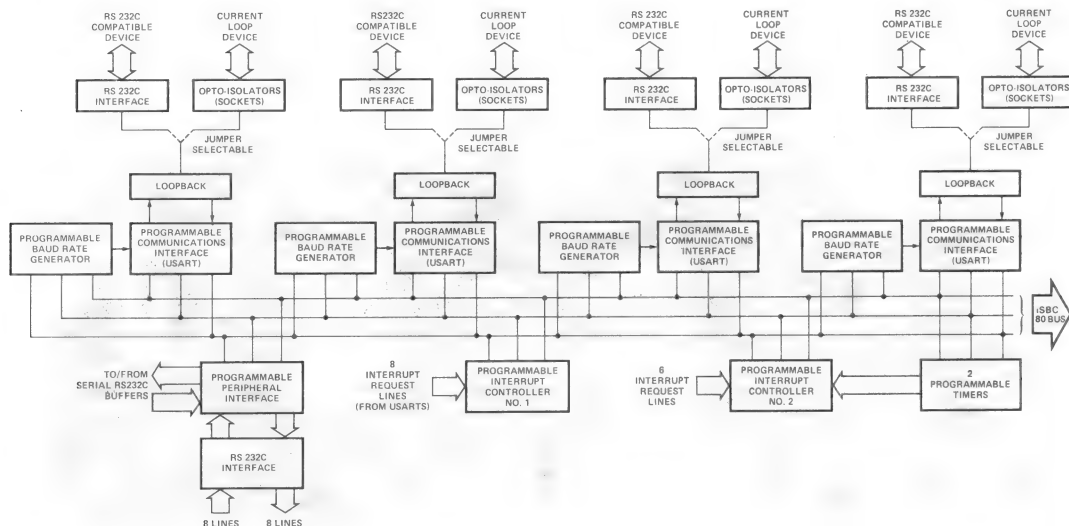 RS 232C
COMPATIBLE
DEVICE
CURRENT
LOOP
DEVICE
RS 232C
COMPATIBLE
DEVICE
CURRENT
LOOP
DEVICE
RS 232C
COMPATIBLE
DEVICE
CURRENT
LOOP
DEVICE
RS 232C
COMPATIBLE
DEVICE
CURRENT
LOOP
DEVICE
RS 232C
INTERFACE
OPTO-ISOLATORS
(SOCKETS)
RS 232C
INTERFACE
OPTO-ISOLATORS
(SOCKETS)
RS 232C
INTERFACE
OPTO-ISOLATORS
(SOCKETS)
RS 232C
INTERFACE
OPTO-ISOLATORS
(SOCKETS)
JUMPER
SELECTABLE
JUMPER
SELECTABLE
JUMPER
SELECTABLE
JUMPER
SELECTABLE
LOOPBACK
LOOPBACK
LOOPBACK
LOOPBACK
PROGRAMMABLE
BAUD RATE
GENERATOR
PROGRAMMABLE
COMMUNICATIONS
INTERFACE
(USART)
PROGRAMMABLE
BAUD RATE
GENERATOR
PROGRAMMABLE
COMMUNICATIONS
INTERFACE
(USART)
PROGRAMMABLE
BAUD RATE
GENERATOR
PROGRAMMABLE
COMMUNICATIONS
INTERFACE
(USART)
PROGRAMMABLE
BAUD RATE
GENERATOR
PROGRAMMABLE
COMMUNICATIONS
INTERFACE
(USART)
iSBC
80 BUS
TO/FROM
SERIAL RS232C
BUFFERS
PROGRAMMABLE
PERIPHERAL
INTERFACE
8
INTERRUPT
REQUEST
LINES
(FROM USARTS)
PROGRAMMABLE
INTERRUPT
CONTROLLER
NO. 1
6
INTERRUPT
REQUEST
LINES
PROGRAMMABLE
INTERRUPT
CONTROLLER
NO. 2
2
PROGRAMMABLE
TIMERS
RS 232C
INTERFACE
8 LINES
8 LINES